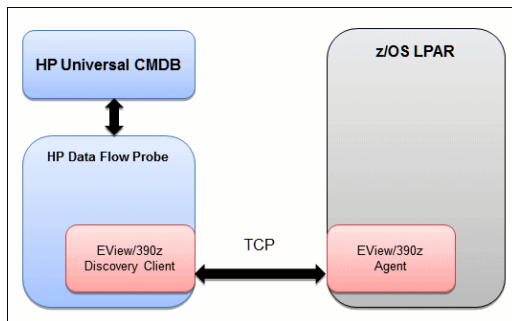 HP Universal CMDB
z/OS LPAR
HP Data Flow Probe
EView/390z
Discovery Client
TCP
EView/390z
Agent